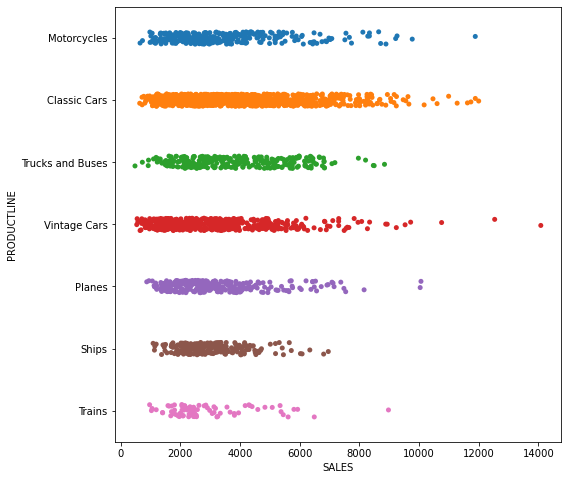 Motorcycles
Classic Cars
Trucks and Buses
Vintage Cars
Planes
Ships
Trains
PRODUCTLINE
0 2000 4000 6000 8000 10000 12000 14000
SALES